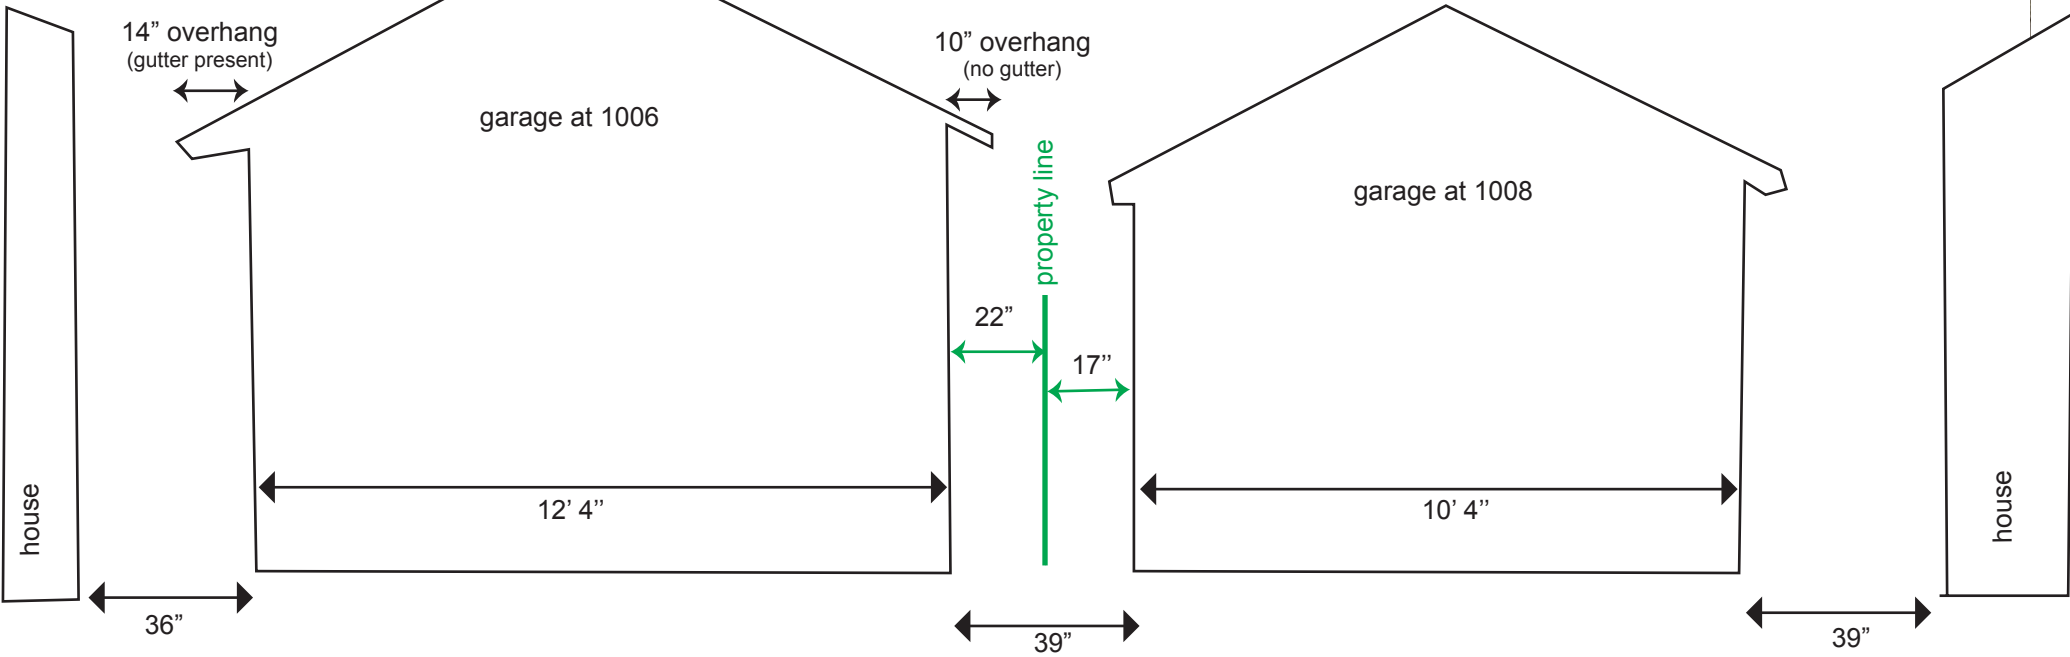 14” overhang
(gutter present)
10” overhang
(no gutter)
garage at 1006
property line
garage at 1008
22”
17’’
house
12’ 4’’
10’ 4’’
house
36”
39”
39”